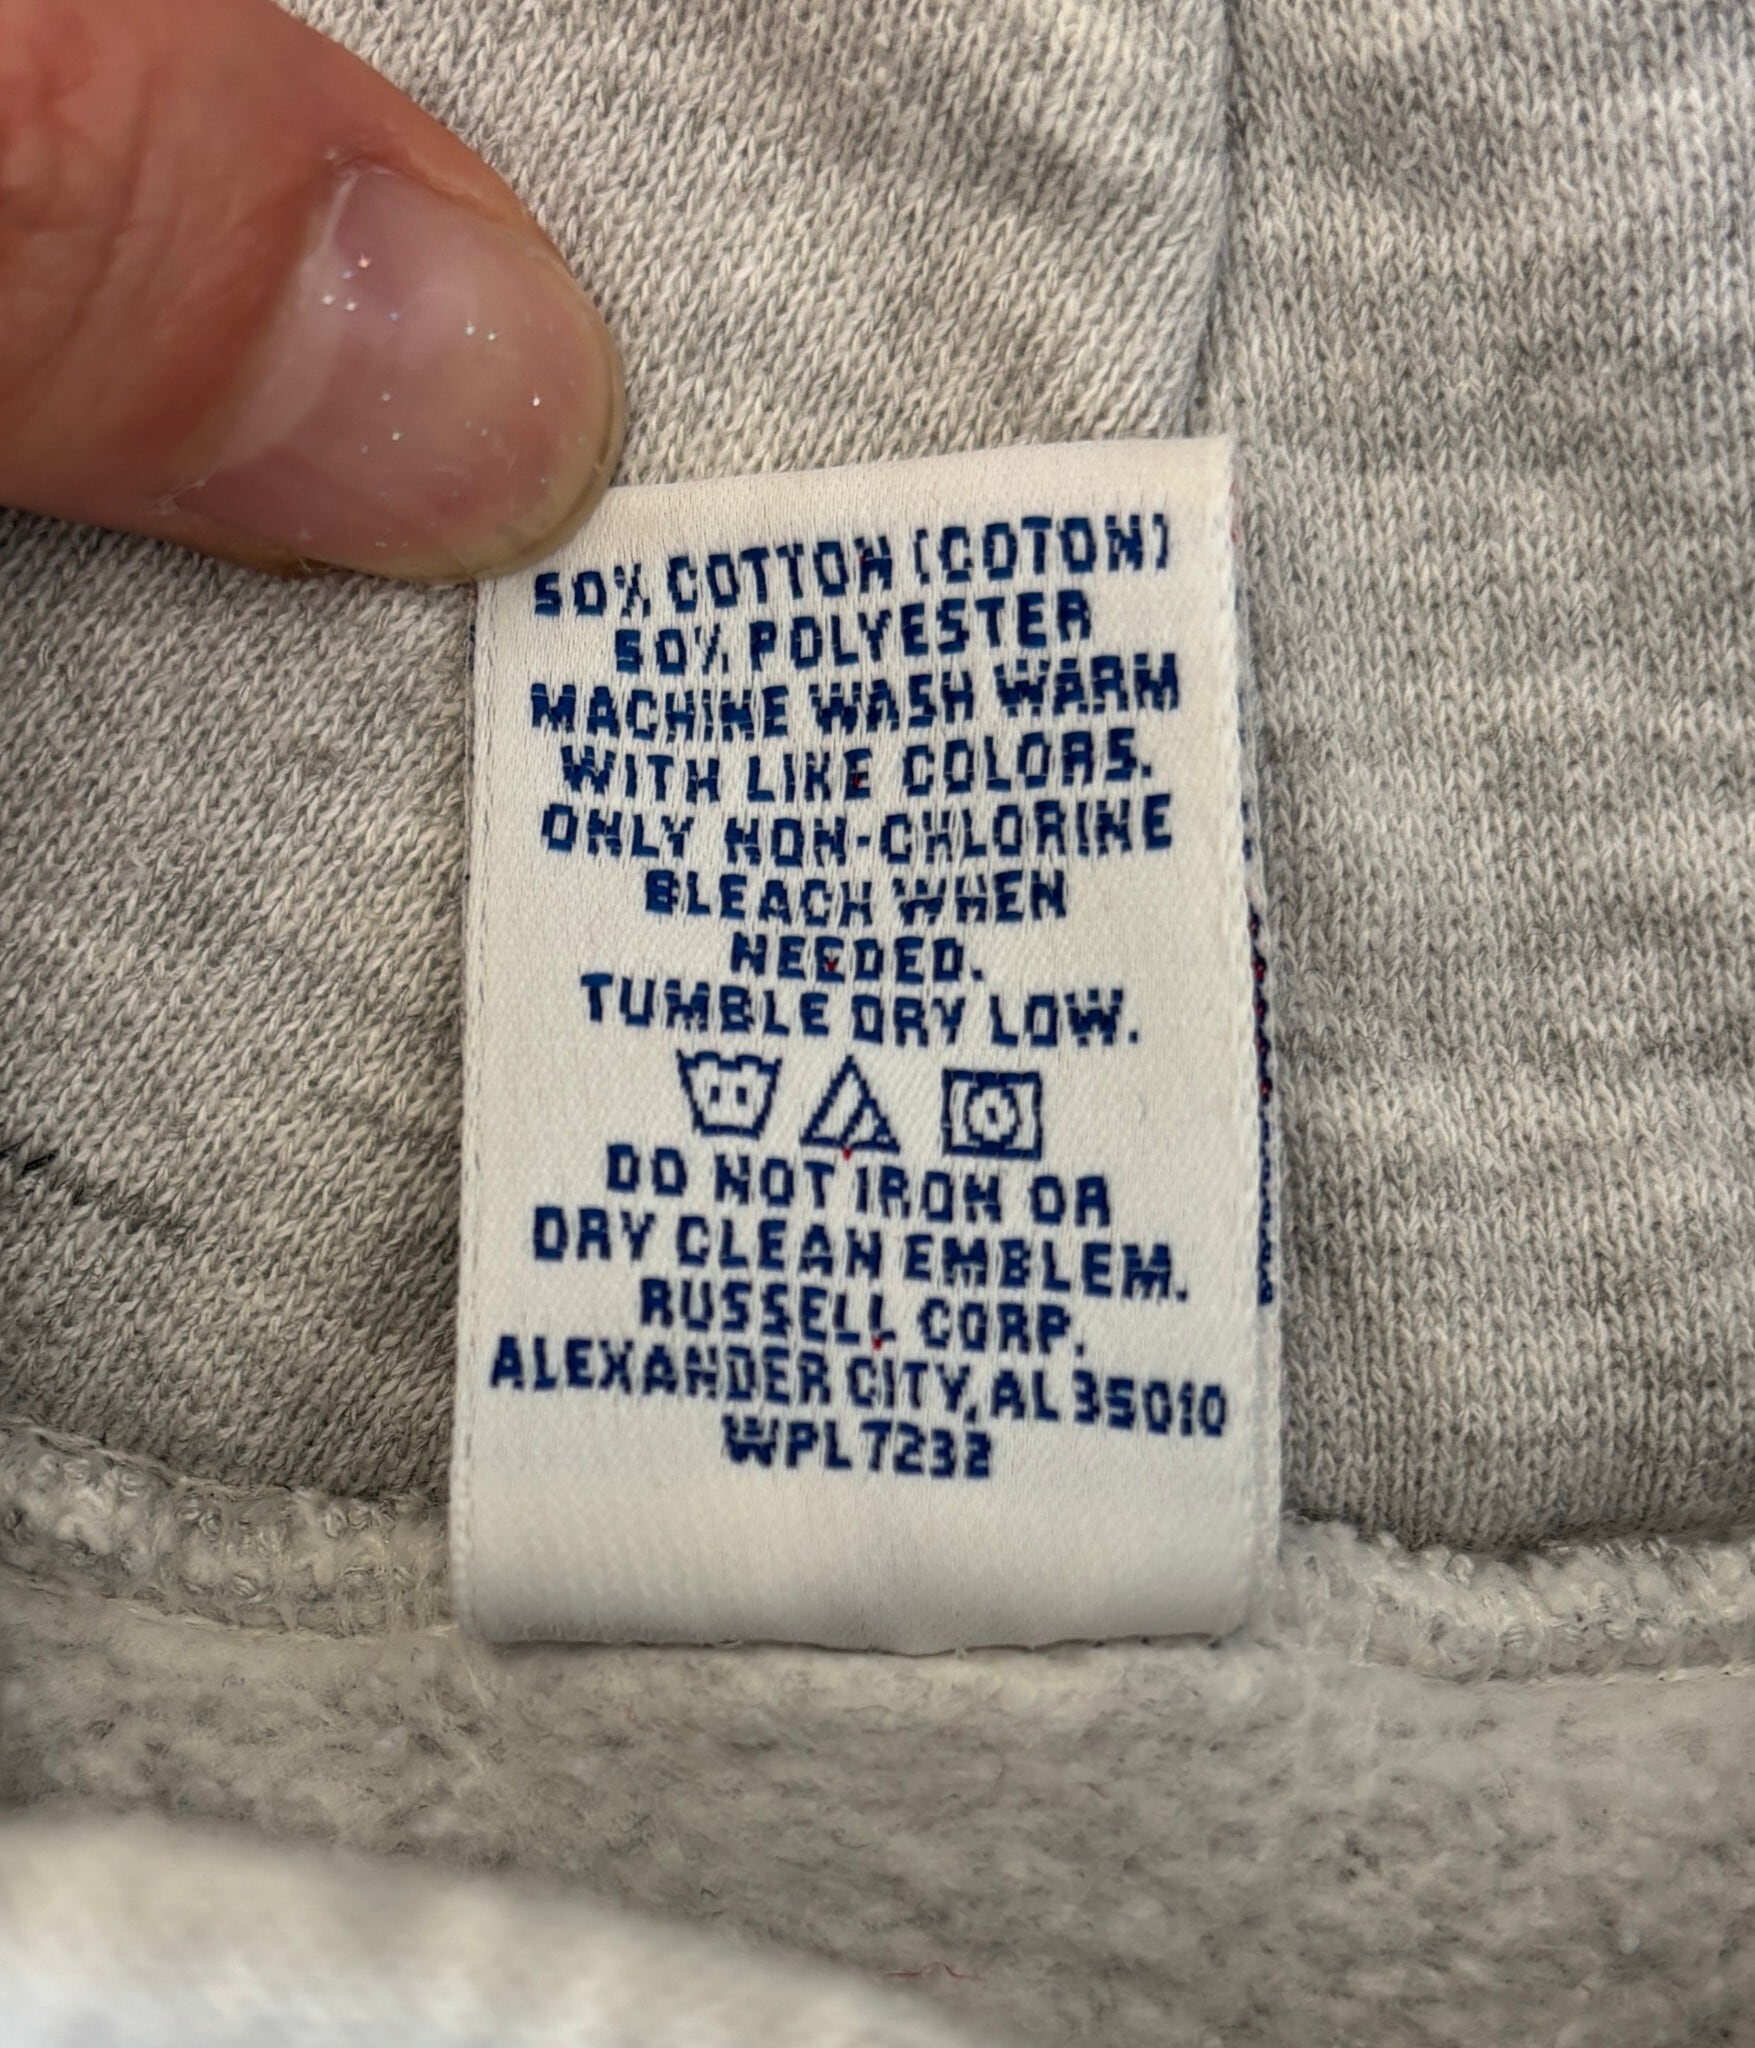 50% COTTON (COTON)
50% POLYESTER
MACHINE WASH WARM
WITH LIKE COLORS.
ONLY NON-CHLORINE
BLEACH WHEN
NEEDED.
TUMBLE DRY LOW.
DO NOT IRON OR
DRY CLEAN EMBLEM.
RUSSELL CORP.
ALEXANDER CITY, AL 35010
WPL 7232